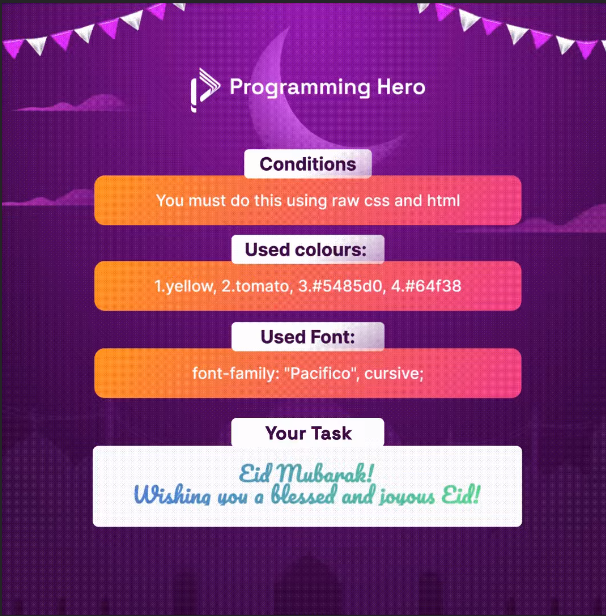 Programming Hero
Conditions
You must do this using raw css and html
Used colours:
1.yellow, 2.tomato, 3.#5485d0, 4.#64f38
Used Font:
font-family: "Pacifico", cursive;
Your Task
Eid Mubarak!
Wishing you a blessed and joyous Eid!